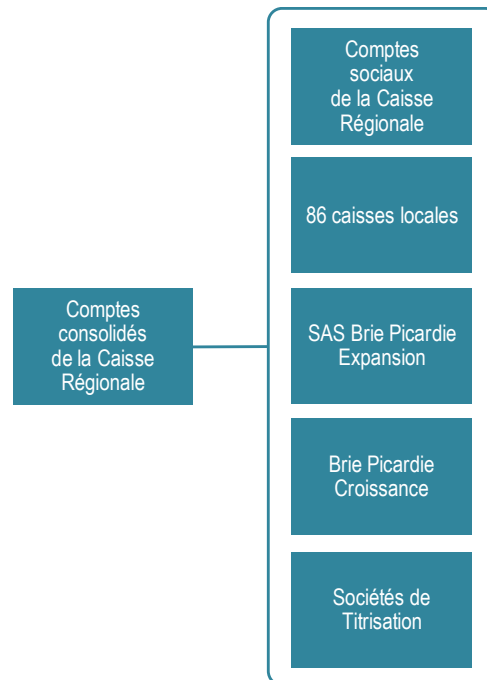 Comptes
sociaux
de la Caisse
Régionale
86 caisses locales
Comptes
consolidés
de la Caisse
Régionale
SAS Brie Picardie
Expansion
Brie Picardie
Croissance
Sociétés de
Titrisation